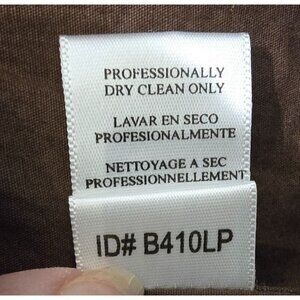 PROFESSIONALLY
DRY CLEAN ONLY
LAVAR EN SECO
PROFESIONALMENTE
NETTOYAGE A SEC
PROFESSIONNELLEMENT
ID# B410LP